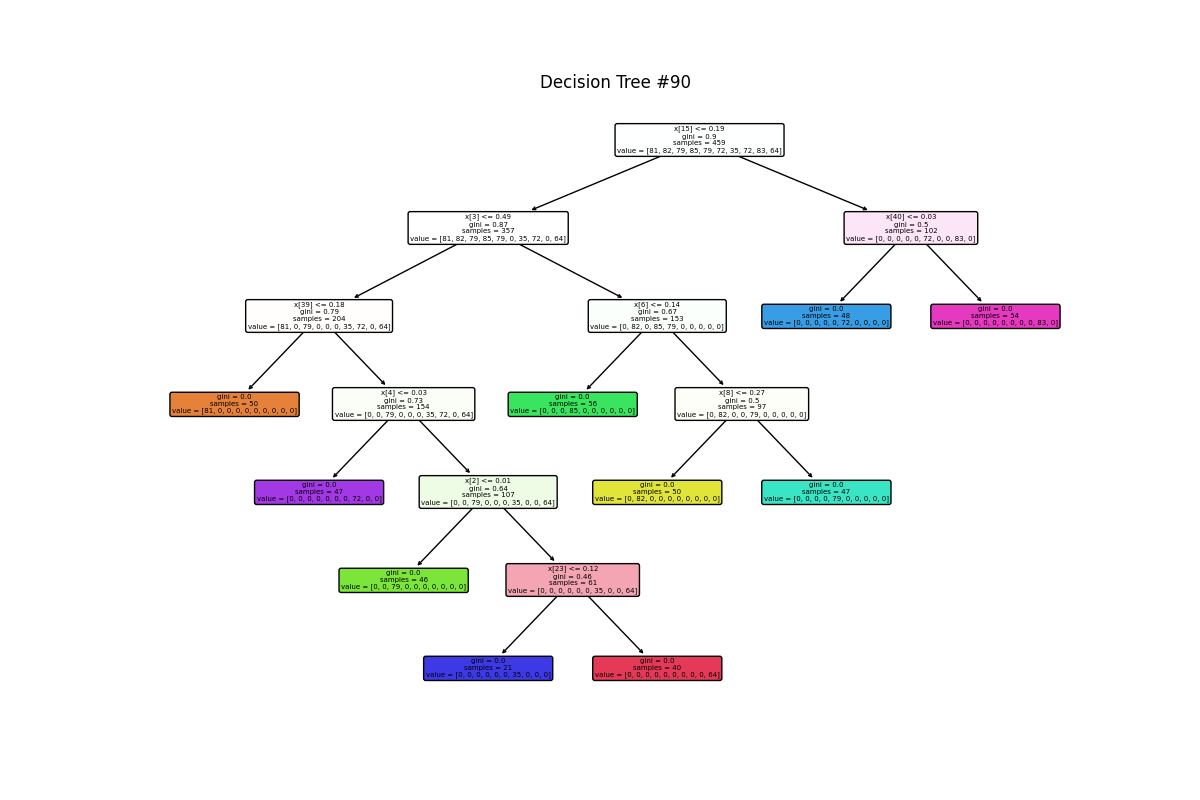 Decision Tree #90
x[15] <= 0.19
gini = 0.9
samples = 459
value = [81, 82, 79, 85, 79, 72, 35, 72, 83, 64]
x[3] <= 0.49
gini = 0.87
samples = 357
value = [81, 82, 79, 85, 79, 0, 35, 72, 0, 64]
x[40] <= 0.03
gini = 0.5
samples = 102
value = [0, 0, 0, 0, 0, 72, 0, 0, 83, 0]
x[39] <= 0.18
gini = 0.79
samples = 204
value = [81, 0, 79, 0, 0, 0, 35, 72, 0, 64]
x[6] <= 0.14
gini = 0.67
samples = 153
value = [0, 82, 0, 85, 79, 0, 0, 0, 0, 0]
gini = 0.0
samples = 48
value = [0, 0, 0, 0, 0, 72, 0, 0, 0, 0]
gini = 0.0
samples = 54
value = [0, 0, 0, 0, 0, 0, 0, 0, 83, 0]
gini = 0.0
samples = 50
value = [81, 0, 0, 0, 0, 0, 0, 0, 0, 0]
x[4] <= 0.03
gini = 0.73
samples = 154
value = [0, 0, 79, 0, 0, 0, 35, 72, 0, 64]
gini = 0.0
samples = 56
value = [0, 0, 0, 85, 0, 0, 0, 0, 0, 0]
x[8] <= 0.27
gini = 0.5
samples = 97
value = [0, 82, 0, 0, 79, 0, 0, 0, 0, 0]
gini = 0.0
samples = 47
value = [0, 0, 0, 0, 0, 0, 0, 72, 0, 0]
x[2] <= 0.01
gini = 0.64
samples = 107
value = [0, 0, 79, 0, 0, 0, 35, 0, 0, 64]
gini = 0.0
samples = 50
value = [0, 82, 0, 0, 0, 0, 0, 0, 0, 0]
gini = 0.0
samples = 47
value = [0, 0, 0, 0, 79, 0, 0, 0, 0, 0]
gini = 0.0
samples = 46
value = [0, 0, 79, 0, 0, 0, 0, 0, 0, 0]
x[23] <= 0.12
gini = 0.46
samples = 61
value = [0, 0, 0, 0, 0, 0, 35, 0, 0, 64]
gini = 0.0
samples = 21
value = [0, 0, 0, 0, 0, 0, 35, 0, 0, 0]
gini = 0.0
samples = 40
value = [0, 0, 0, 0, 0, 0, 0, 0, 0, 64]